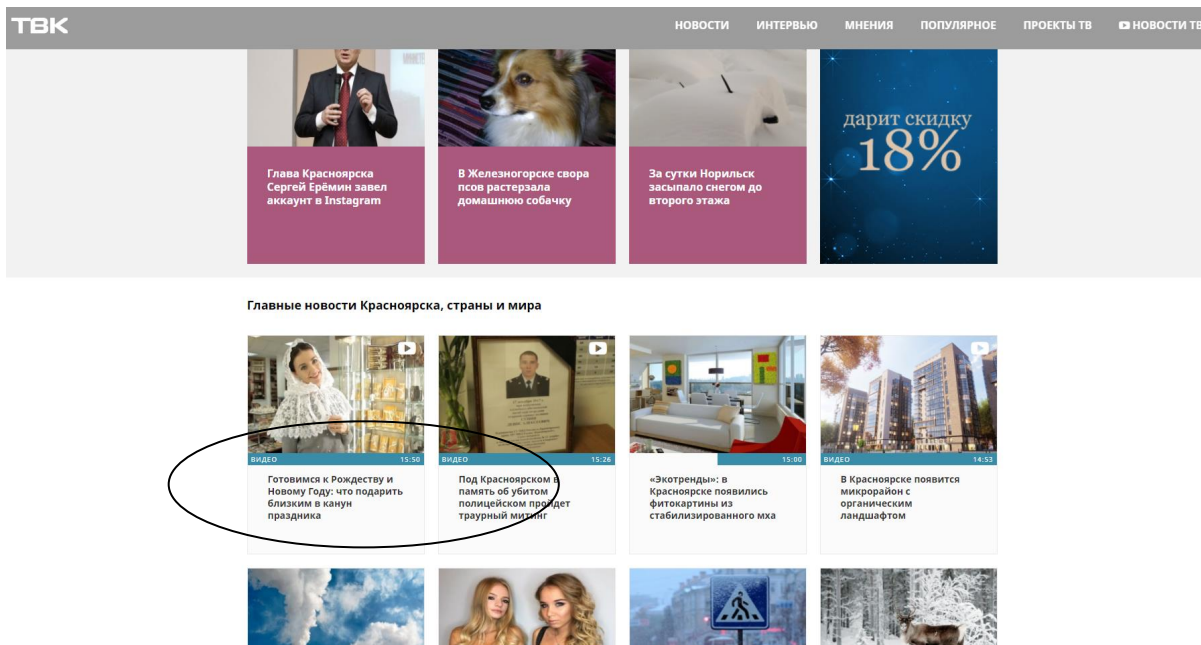 ТВК
НОВОСТИ ИНТЕРВЬЮ МНЕНИЯ ПОПУЛЯРНОЕ ПРОЕКТЫ ТВ НОВОСТИ ТВ
Глава Красноярска
Сергей Ерёмин завел
аккаунт в Instagram
В Железногорске свора
псов растерзала
домашнюю собачку
За сутки Норильск
засыпало снегом до
второго этажа
дарит скидку
18%
Главные новости Красноярска, страны и мира
ВИДЕО 15:50
Готовимся к Рождеству и
Новому Году: что подарить
близким в канун
праздника
ВИДЕО 15:26
Под Красноярском в
память об убитом
полицейском пройдет
траурный митинг
15:00
«Экотренды»: в
Красноярске появились
фитокартины из
стабилизированного мха
ВИДЕО 14:53
В Красноярске появится
микрорайон с
органическим
ландшафтом